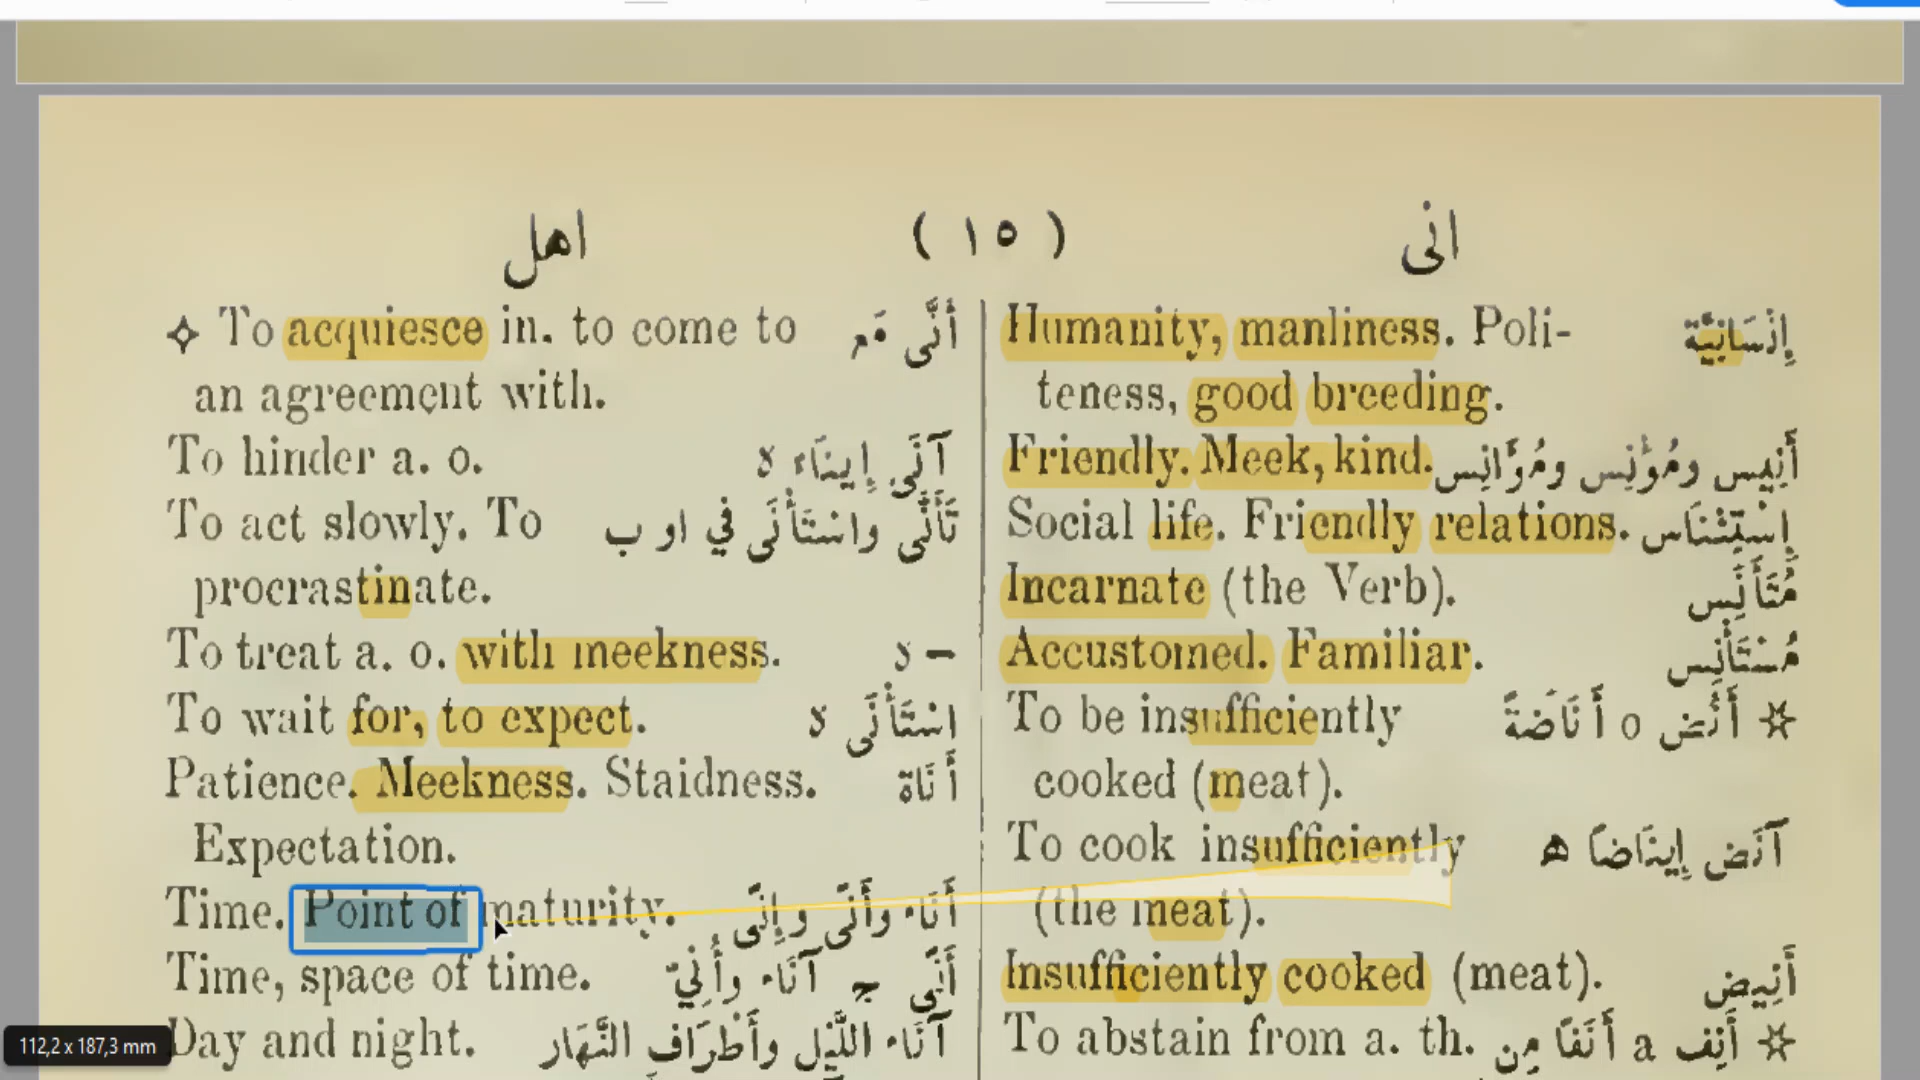 اهل ( ١٥ ) انى
Humanity, manliness. Poli- إِنْسَانِيَّة
teness, good breeding.
Friendly. Meek, kind. أَنِيس ومُؤْنِس ومُؤَانِس
Social life. Friendly relations. إِسْتِئْنَاس
Incarnate (the Verb). مُتَأَنِّس
Accustomed. Familiar. مُسْتَأْنِس
To be insufficiently ✲ أَنُض o أَنَاضَةً
cooked (meat).
To cook insufficiently آنَض إِينَاضًا ه
(the meat).
Insufficiently cooked (meat). أَنِيض
To abstain from a. th. ✲ أَنِف a أَنَفًا مِن
✧ To acquiesce in. to come to أَنَّى مَم
an agreement with.
To hinder a. o. آنَى إِينَاء ه
To act slowly. To تَأَنَّى واسْتَأْنَى في او ب
procrastinate.
To treat a. o. with meekness. — ه
To wait for, to expect. اسْتَأْنَى ه
Patience. Meekness. Staidness. أَنَاة
Expectation.
Time. Point of maturity. أَنَاء وأَنًى وإِنًى
Time, space of time. أَنًى ج آنَاء وأُنِيّ
Day and night. آنَاء اللَّيْل وأَطْرَاف النَّهَار
112,2 x 187,3 mm